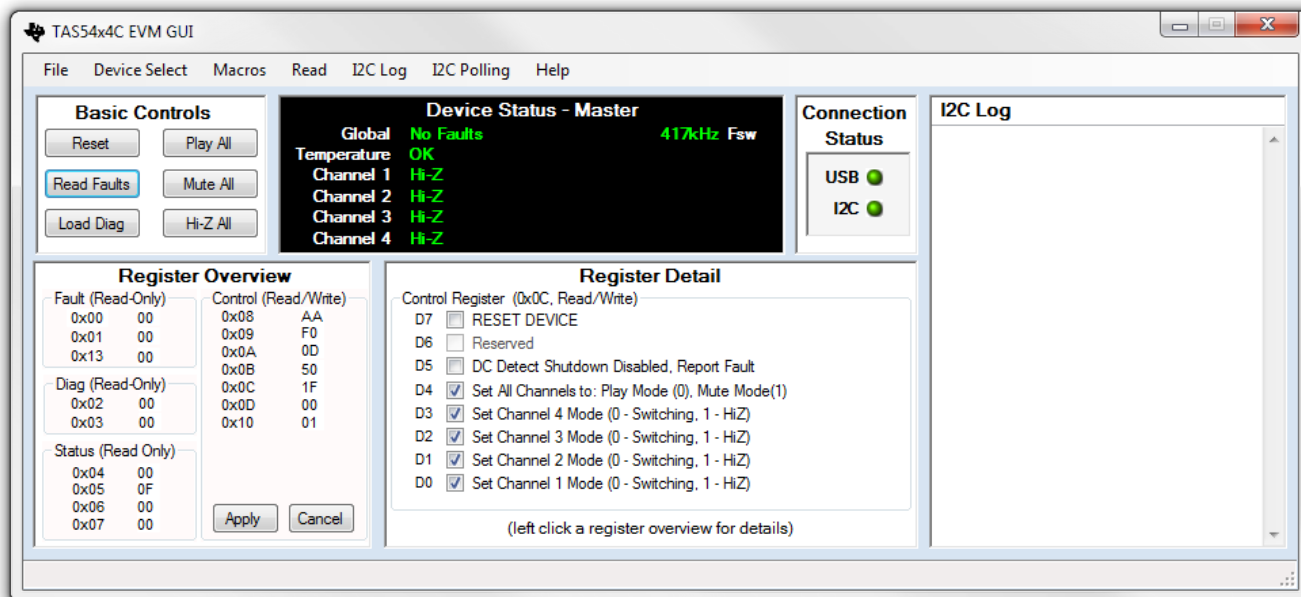 TAS54x4C EVM GUI
File Device Select Macros Read I2C Log I2C Polling Help
Basic Controls
Reset Play All
Read Faults Mute All
Load Diag Hi-Z All
Device Status - Master
Global No Faults 417kHz Fsw
Temperature OK
Channel 1 Hi-Z
Channel 2 Hi-Z
Channel 3 Hi-Z
Channel 4 Hi-Z
Connection
Status
USB
I2C
I2C Log
Register Overview
Fault (Read-Only)
0x00 00
0x01 00
0x13 00
Diag (Read-Only)
0x02 00
0x03 00
Status (Read Only)
0x04 00
0x05 0F
0x06 00
0x07 00
Control (Read/Write)
0x08 AA
0x09 F0
0x0A 0D
0x0B 50
0x0C 1F
0x0D 00
0x10 01
Apply Cancel
Register Detail
Control Register (0x0C, Read/Write)
D7 RESET DEVICE
D6 Reserved
D5 DC Detect Shutdown Disabled, Report Fault
D4 Set All Channels to: Play Mode (0), Mute Mode(1)
D3 Set Channel 4 Mode (0 - Switching, 1 - HiZ)
D2 Set Channel 3 Mode (0 - Switching, 1 - HiZ)
D1 Set Channel 2 Mode (0 - Switching, 1 - HiZ)
D0 Set Channel 1 Mode (0 - Switching, 1 - HiZ)
(left click a register overview for details)